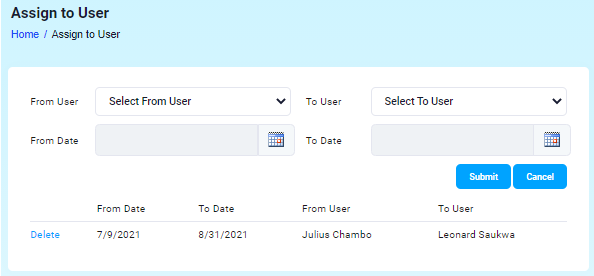 Assign to User
Home / Assign to User
From User Select From User To User Select To User
From Date To Date
Submit Cancel
From Date To Date From User To User
Delete 7/9/2021 8/31/2021 Julius Chambo Leonard Saukwa